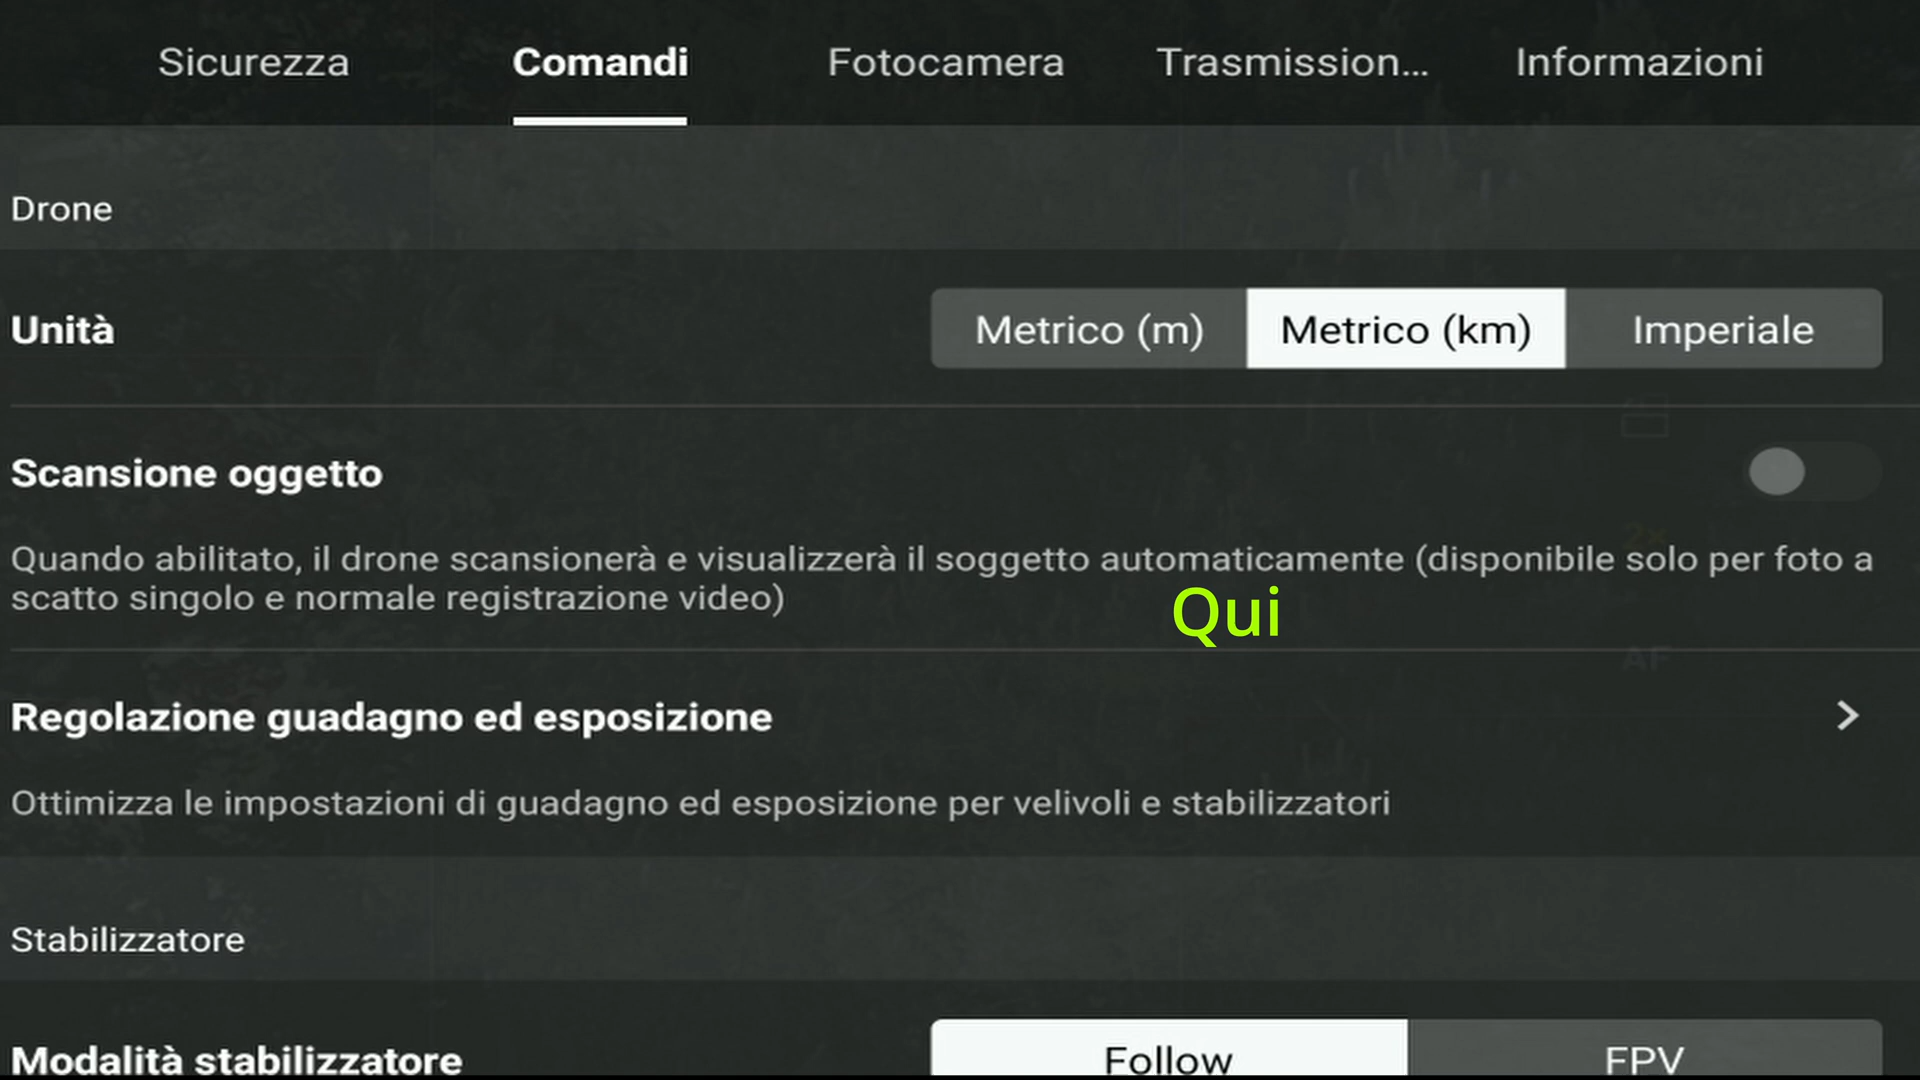 Sicurezza Comandi Fotocamera Trasmission... Informazioni
Drone
Unità Metrico (m) Metrico (km) Imperiale
Scansione oggetto
Quando abilitato, il drone scansionerà e visualizzerà il soggetto automaticamente (disponibile solo per foto a
scatto singolo e normale registrazione video)
Qui
AF
Regolazione guadagno ed esposizione
Ottimizza le impostazioni di guadagno ed esposizione per velivoli e stabilizzatori
Stabilizzatore
Modalità stabilizzatore Follow FPV